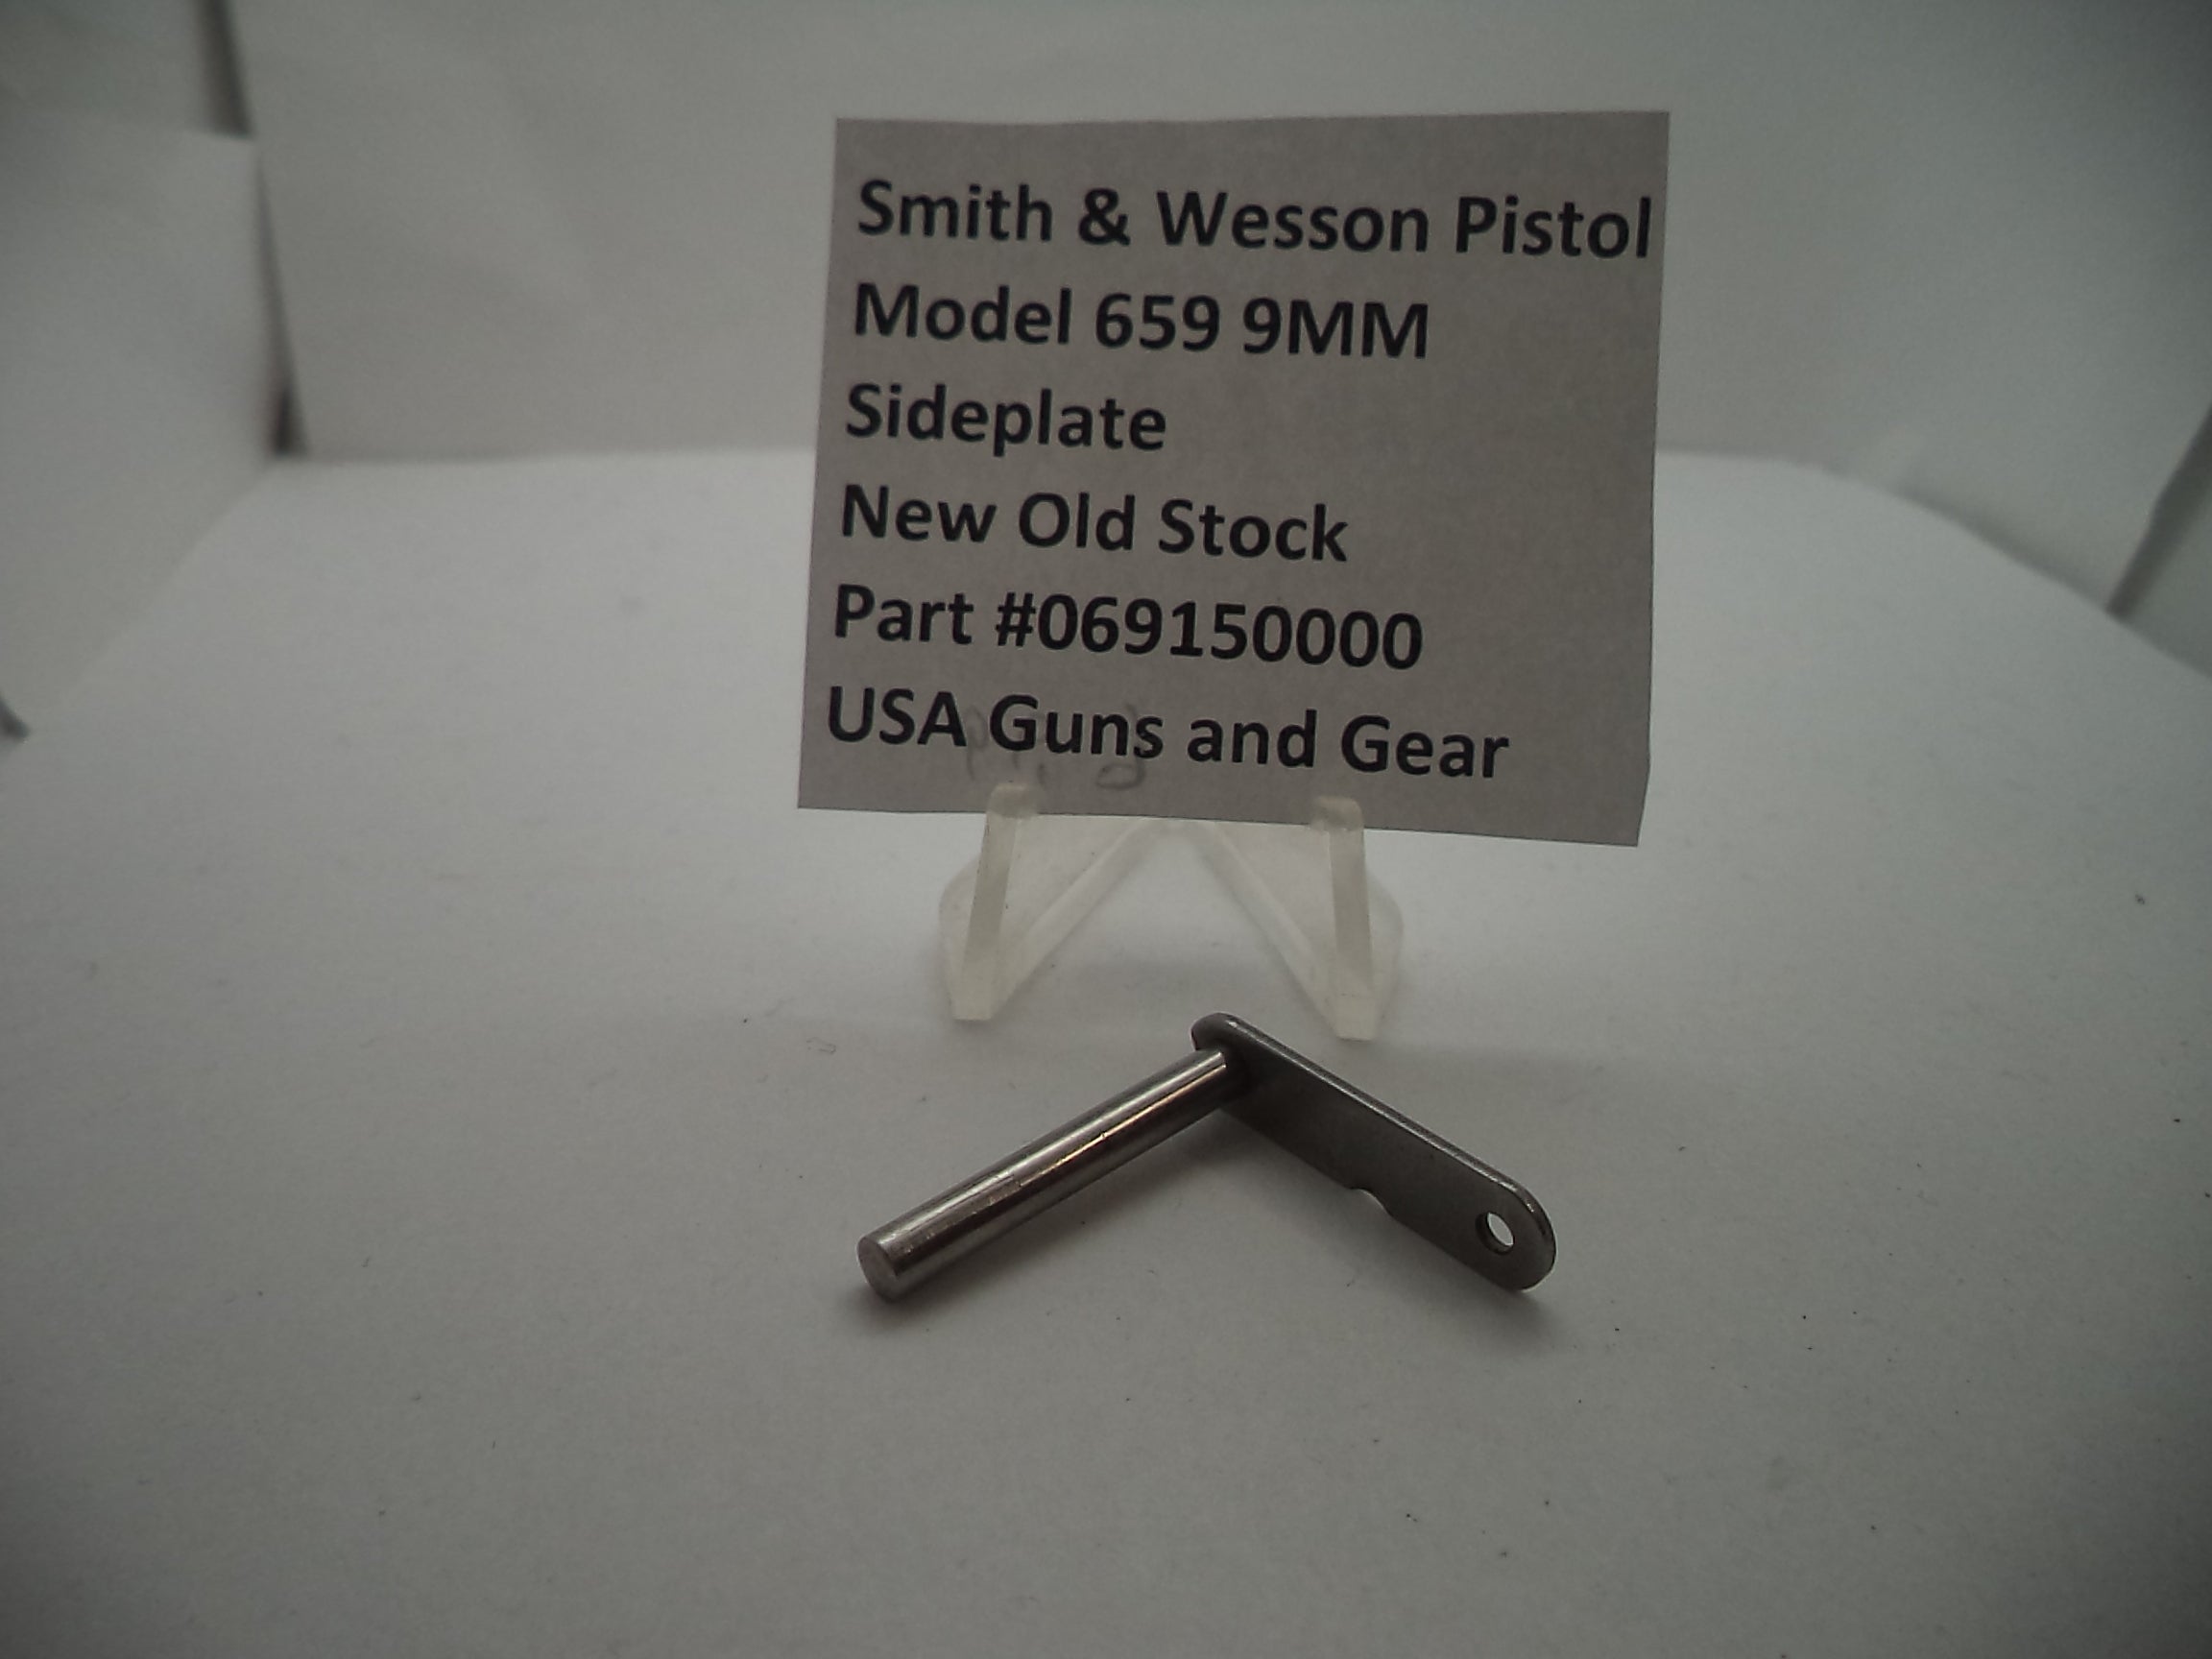 Smith & Wesson Pistol
Model 659 9MM
Sideplate
New Old Stock
Part #069150000
USA Guns and Gear